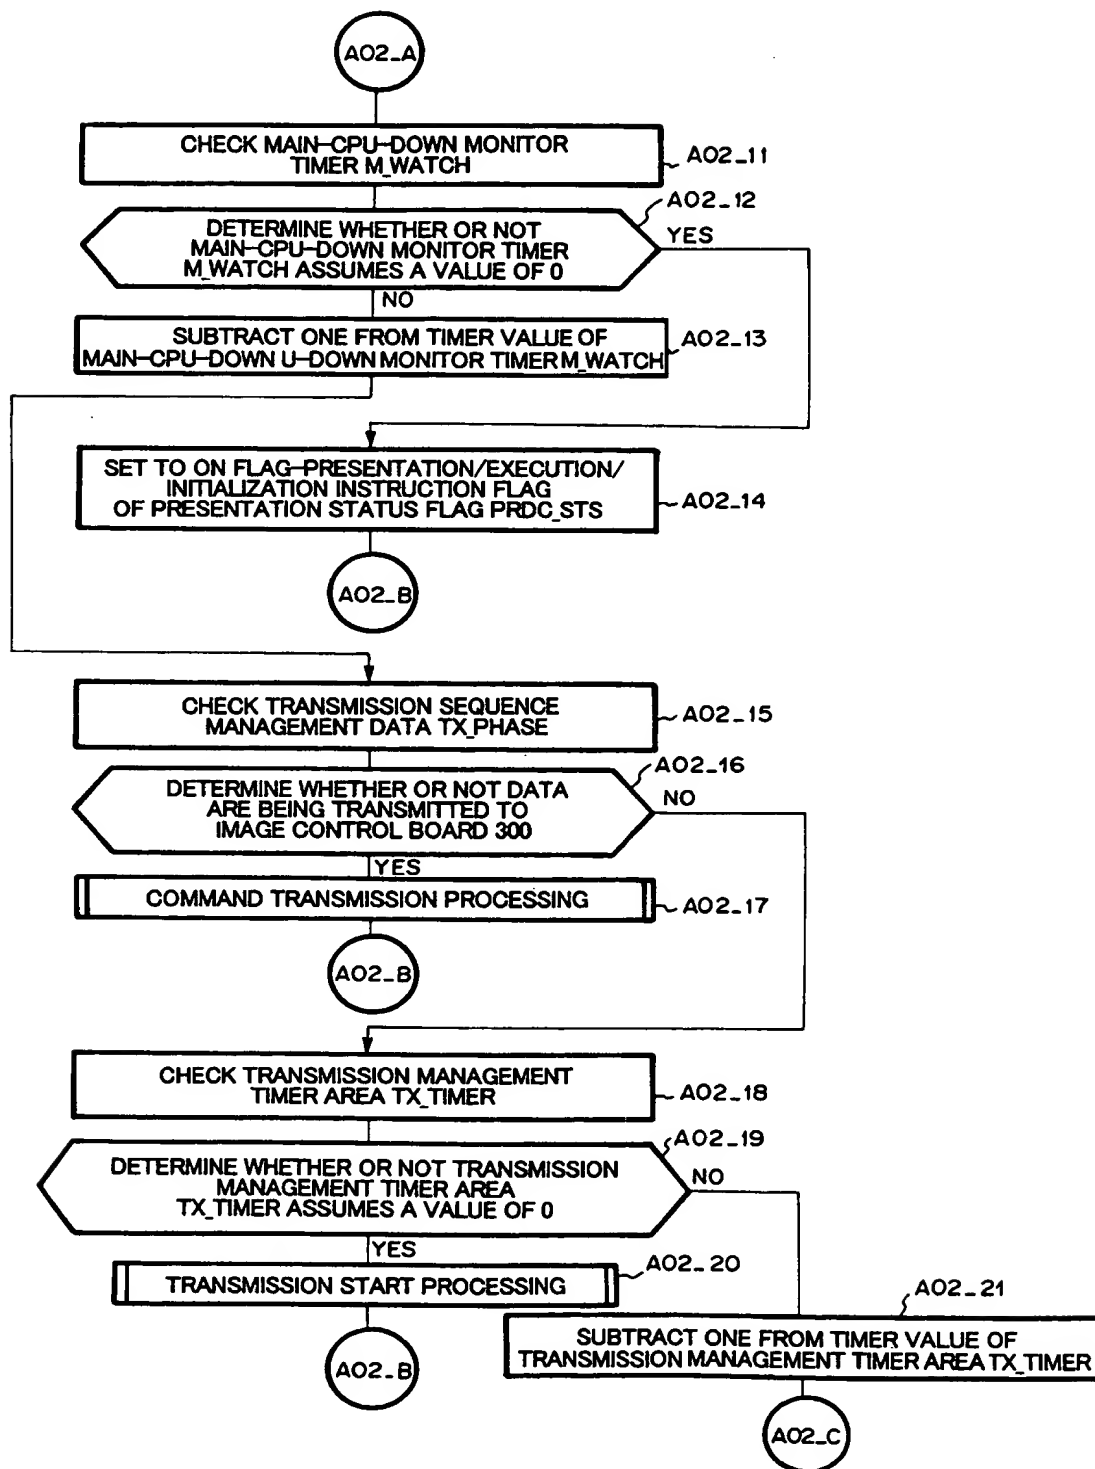 A02_A
CHECK MAIN-CPU-DOWN MONITOR
TIMER M_WATCH
A02_11
A02_12
DETERMINE WHETHER OR NOT
MAIN-CPU-DOWN MONITOR TIMER
M_WATCH ASSUMES A VALUE OF 0
YES
NO
SUBTRACT ONE FROM TIMER VALUE OF
MAIN-CPU-DOWN U-DOWN MONITOR TIMER M_WATCH
A02_13
SET TO ON FLAG-PRESENTATION/EXECUTION/
INITIALIZATION INSTRUCTION FLAG
OF PRESENTATION STATUS FLAG PRDC_STS
A02_14
A02_B
CHECK TRANSMISSION SEQUENCE
MANAGEMENT DATA TX_PHASE
A02_15
A02_16
DETERMINE WHETHER OR NOT DATA
ARE BEING TRANSMITTED TO
IMAGE CONTROL BOARD 300
NO
YES
COMMAND TRANSMISSION PROCESSING
A02_17
A02_B
CHECK TRANSMISSION MANAGEMENT
TIMER AREA TX_TIMER
A02_18
A02_19
DETERMINE WHETHER OR NOT TRANSMISSION
MANAGEMENT TIMER AREA
TX_TIMER ASSUMES A VALUE OF 0
NO
YES
TRANSMISSION START PROCESSING
A02_20
A02_21
SUBTRACT ONE FROM TIMER VALUE OF
TRANSMISSION MANAGEMENT TIMER AREA TX_TIMER
A02_B
A02_C